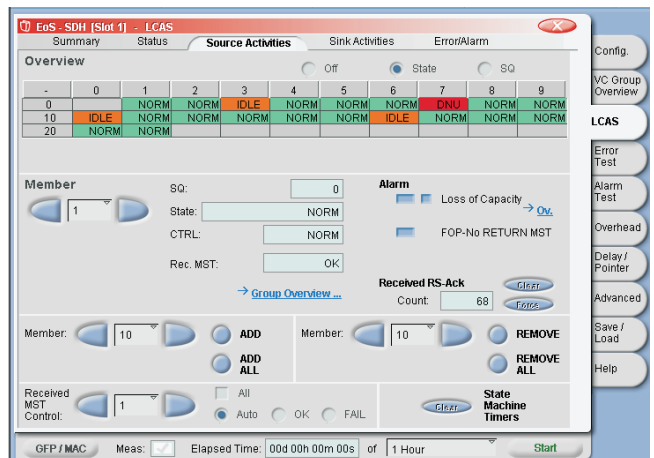 EoS - SDH [Slot 1] - LCAS
Summary Status Source Activities Sink Activities Error/Alarm
Overview Off State SQ
- 0 1 2 3 4 5 6 7 8 9
0 NORM NORM IDLE NORM NORM NORM DNU NORM NORM
10 IDLE NORM NORM NORM NORM NORM IDLE NORM NORM NORM
20 NORM NORM
Member
1
SQ: 0
State: NORM
CTRL: NORM
Rec. MST: OK
→ Group Overview ...
Alarm
Loss of Capacity
→ Ov.
FOP-No RETURN MST
Received RS-Ack Clear
Count: 68 Force
Member: 10 ADD
ADD ALL
Member: 10 REMOVE
REMOVE ALL
Received MST Control: 1
All
Auto OK FAIL
Clear State Machine Timers
GFP / MAC Meas: Elapsed Time: 00d 00h 00m 00s of 1 Hour Start
Config.
VC Group
Overview
LCAS
Error
Test
Alarm
Test
Overhead
Delay /
Pointer
Advanced
Save /
Load
Help